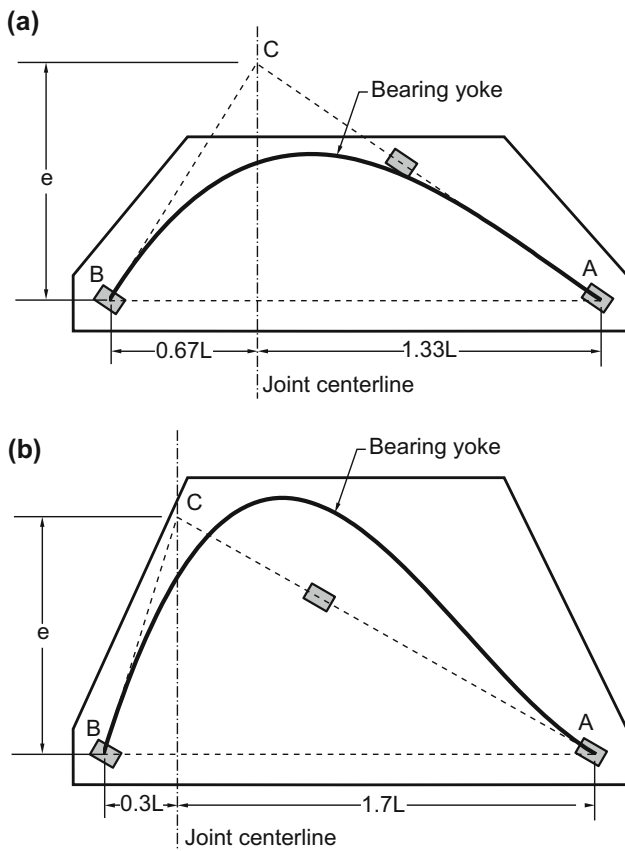 (a)
C
Bearing yoke
e
B
A
0.67L
1.33L
Joint centerline
(b)
Bearing yoke
C
e
B
A
0.3L
1.7L
Joint centerline